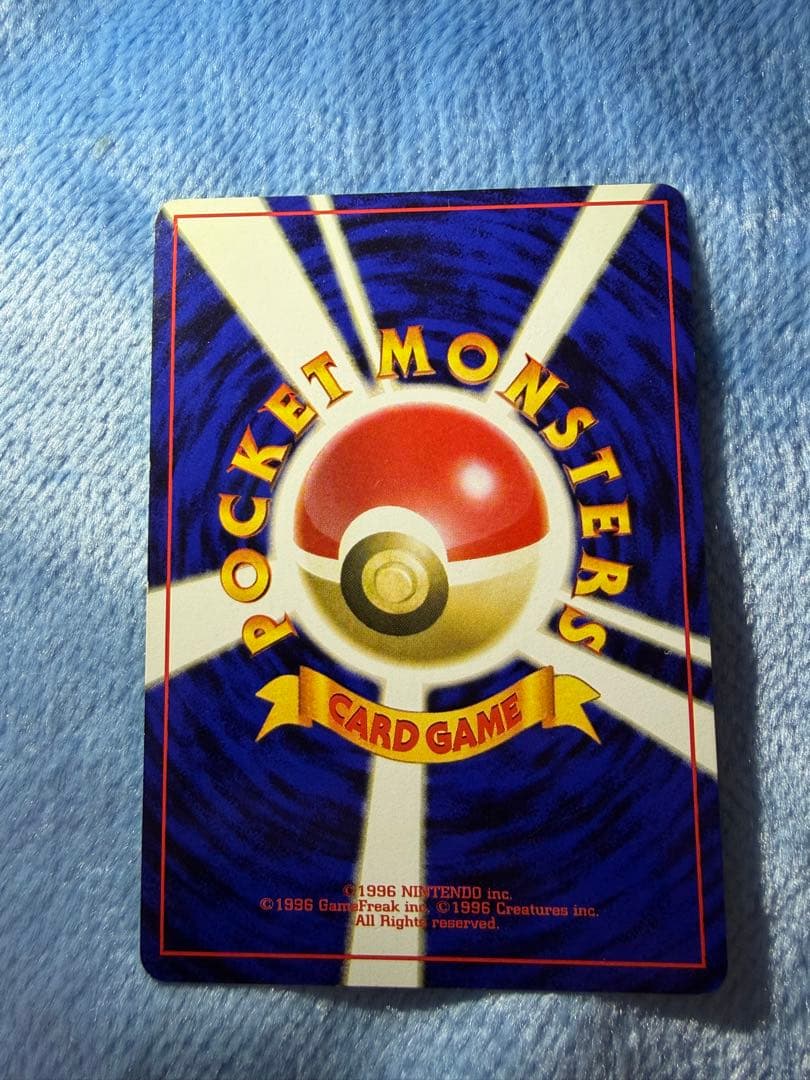 POCKET MONSTERS
CARD GAME
©1996 NINTENDO inc.
©1996 GameFreak inc. ©1996 Creatures inc.
All Rights reserved.